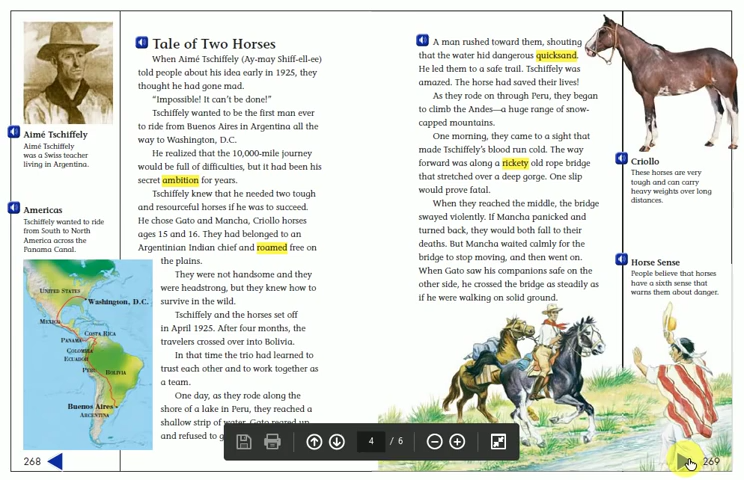 Tale of Two Horses
When Aimé Tschiffely (Ay-may Shiff-ell-ee)
told people about his idea early in 1925, they
thought he had gone mad.
“Impossible! It can’t be done!”
Tschiffely wanted to be the first man ever
to ride from Buenos Aires in Argentina all the
way to Washington, D.C.
He realized that the 10,000-mile journey
would be full of difficulties, but it had been his
secret ambition for years.
Tschiffely knew that he needed two tough
and resourceful horses if he was to succeed.
He chose Gato and Mancha, Criollo horses
ages 15 and 16. They had belonged to an
Argentinian Indian chief and roamed free on
the plains.
They were not handsome and they
were headstrong, but they knew how to
survive in the wild.
Tschiffely and the horses set off
in April 1925. After four months, the
travelers crossed over into Bolivia.
In that time the trio had learned to
trust each other and to work together as
a team.
One day, as they rode along the
shore of a lake in Peru, they reached a
shallow strip of water. Gato reared up
and refused to g
Aimé Tschiffely
Aimé Tschiffely
was a Swiss teacher
living in Argentina.
Americas
Tschiffely wanted to ride
from South to North
America across the
Panama Canal.
United States
Washington, D.C.
Mexico
Costa Rica
Panama
Colombia
Ecuador
Peru
Bolivia
Buenos Aires
Argentina
268
A man rushed toward them, shouting
that the water hid dangerous quicksand.
He led them to a safe trail. Tschiffely was
amazed. The horse had saved their lives!
As they rode on through Peru, they began
to climb the Andes—a huge range of snow-
capped mountains.
One morning, they came to a sight that
made Tschiffely’s blood run cold. The way
forward was along a rickety old rope bridge
that stretched over a deep gorge. One slip
would prove fatal.
When they reached the middle, the bridge
swayed violently. If Mancha panicked and
turned back, they would both fall to their
deaths. But Mancha waited calmly for the
bridge to stop moving, and then went on.
When Gato saw his companions safe on the
other side, he crossed the bridge as steadily as
if he were walking on solid ground.
Criollo
These horses are very
tough and can carry
heavy weights over long
distances.
Horse Sense
People believe that horses
have a sixth sense that
warns them about danger.
4 / 6
269